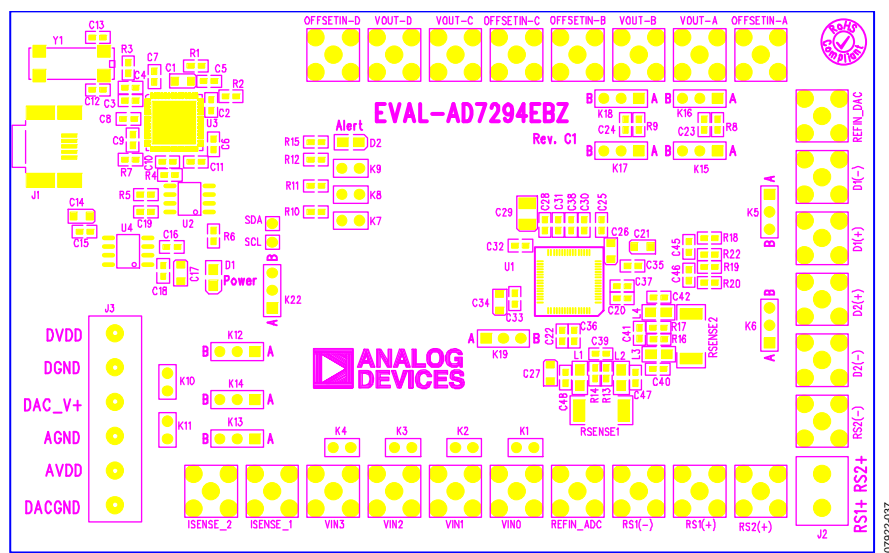 OFFSETIN-D VOUT-D VOUT-C OFFSETIN-C OFFSETIN-B VOUT-B VOUT-A OFFSETIN-A
RoHS Compliant
C13
Y1
R3
C7
C1
R1
C5
R2
C4
C3
C12
C2
U3
C8
C9
C6
R7
C10
R4
C11
J1
EVAL-AD7294EBZ
Rev. C1
Alert
D2
R15
R12
K9
R11
K8
R10
K7
B K18 A
C24
R9
B K17 A
B K16 A
C23
R8
B K15 A
REFIN_DAC
D1(-)
D1(+)
D2(+)
D2(-)
RS2(-)
A
K5
B
B
K6
A
R5
C19
U2
C14
C15
U4
C16
R6
C18
C17
D1
Power
SDA
SCL
B
K22
A
C29
C28
C31
C38
C30
C25
C26
C21
C32
U1
C35
C37
C20
C34
C33
C45
C46
R18
R22
R19
R20
C42
L4
R17
R16
C41
L3
C40
RSENSE2
A K19 B
C22
C36
C39
C27
L1
L2
C48
R14
R13
C47
RSENSE1
J3
DVDD
DGND
DAC_V+
AGND
AVDD
DACGND
K10
K11
K12
B A
K14
B A
K13
B A
ANALOG
DEVICES
K4 K3 K2 K1
ISENSE_2 ISENSE_1 VIN3 VIN2 VIN1 VIN0 REFIN_ADC RS1(-) RS1(+) RS2(+)
J2
RS1+ RS2+
07922-037